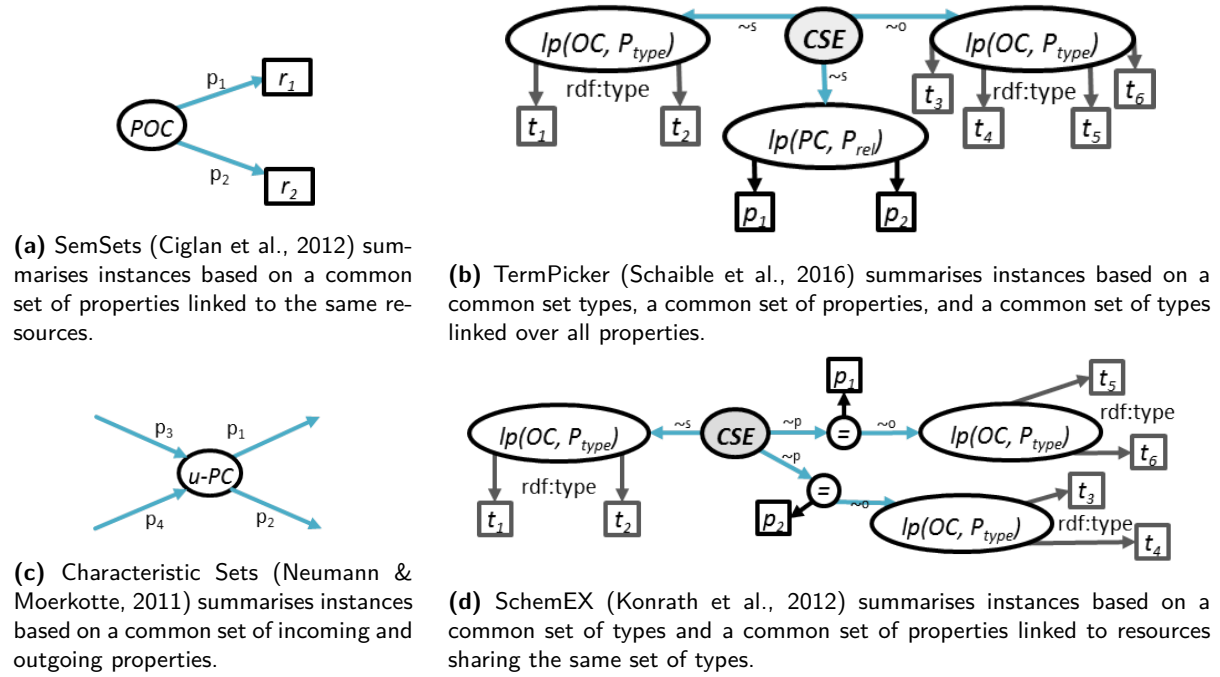 POC
p1
r1
p2
r2
(a) SemSets (Ciglan et al., 2012) sum-
marises instances based on a common
set of properties linked to the same re-
sources.
lp(OC, Ptype)
~s
CSE
~o
lp(OC, Ptype)
rdf:type
t1
t2
~s
t3
rdf:type
t6
t4
t5
lp(PC, Prel)
p1
p2
(b) TermPicker (Schaible et al., 2016) summarises instances based on a
common set types, a common set of properties, and a common set of types
linked over all properties.
p3
p1
u-PC
p4
p2
(c) Characteristic Sets (Neumann &
Moerkotte, 2011) summarises instances
based on a common set of incoming and
outgoing properties.
p1
t5
rdf:type
lp(OC, Ptype)
~s
CSE
~p
=
~o
lp(OC, Ptype)
t6
rdf:type
~p
=
~o
t3
t1
t2
p2
lp(OC, Ptype)
rdf:type
t4
(d) SchemEX (Konrath et al., 2012) summarises instances based on a
common set of types and a common set of properties linked to resources
sharing the same set of types.